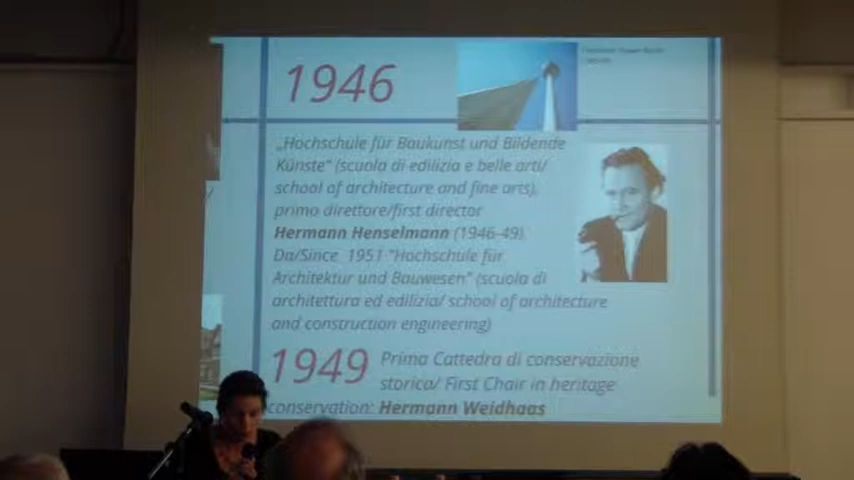 1946
„Hochschule für Baukunst und Bildende
Künste" (scuola di edilizia e belle arti/
school of architecture and fine arts),
primo direttore/first director
Hermann Henselmann (1946-49)
Da/Since 1951 "Hochschule für
Architektur und Bauwesen" (scuola di
architettura ed edilizia/ school of architecture
and construction engineering)
1949 Prima Cattedra di conservazione
storica/ First Chair in heritage
conservation: Hermann Weidhaas